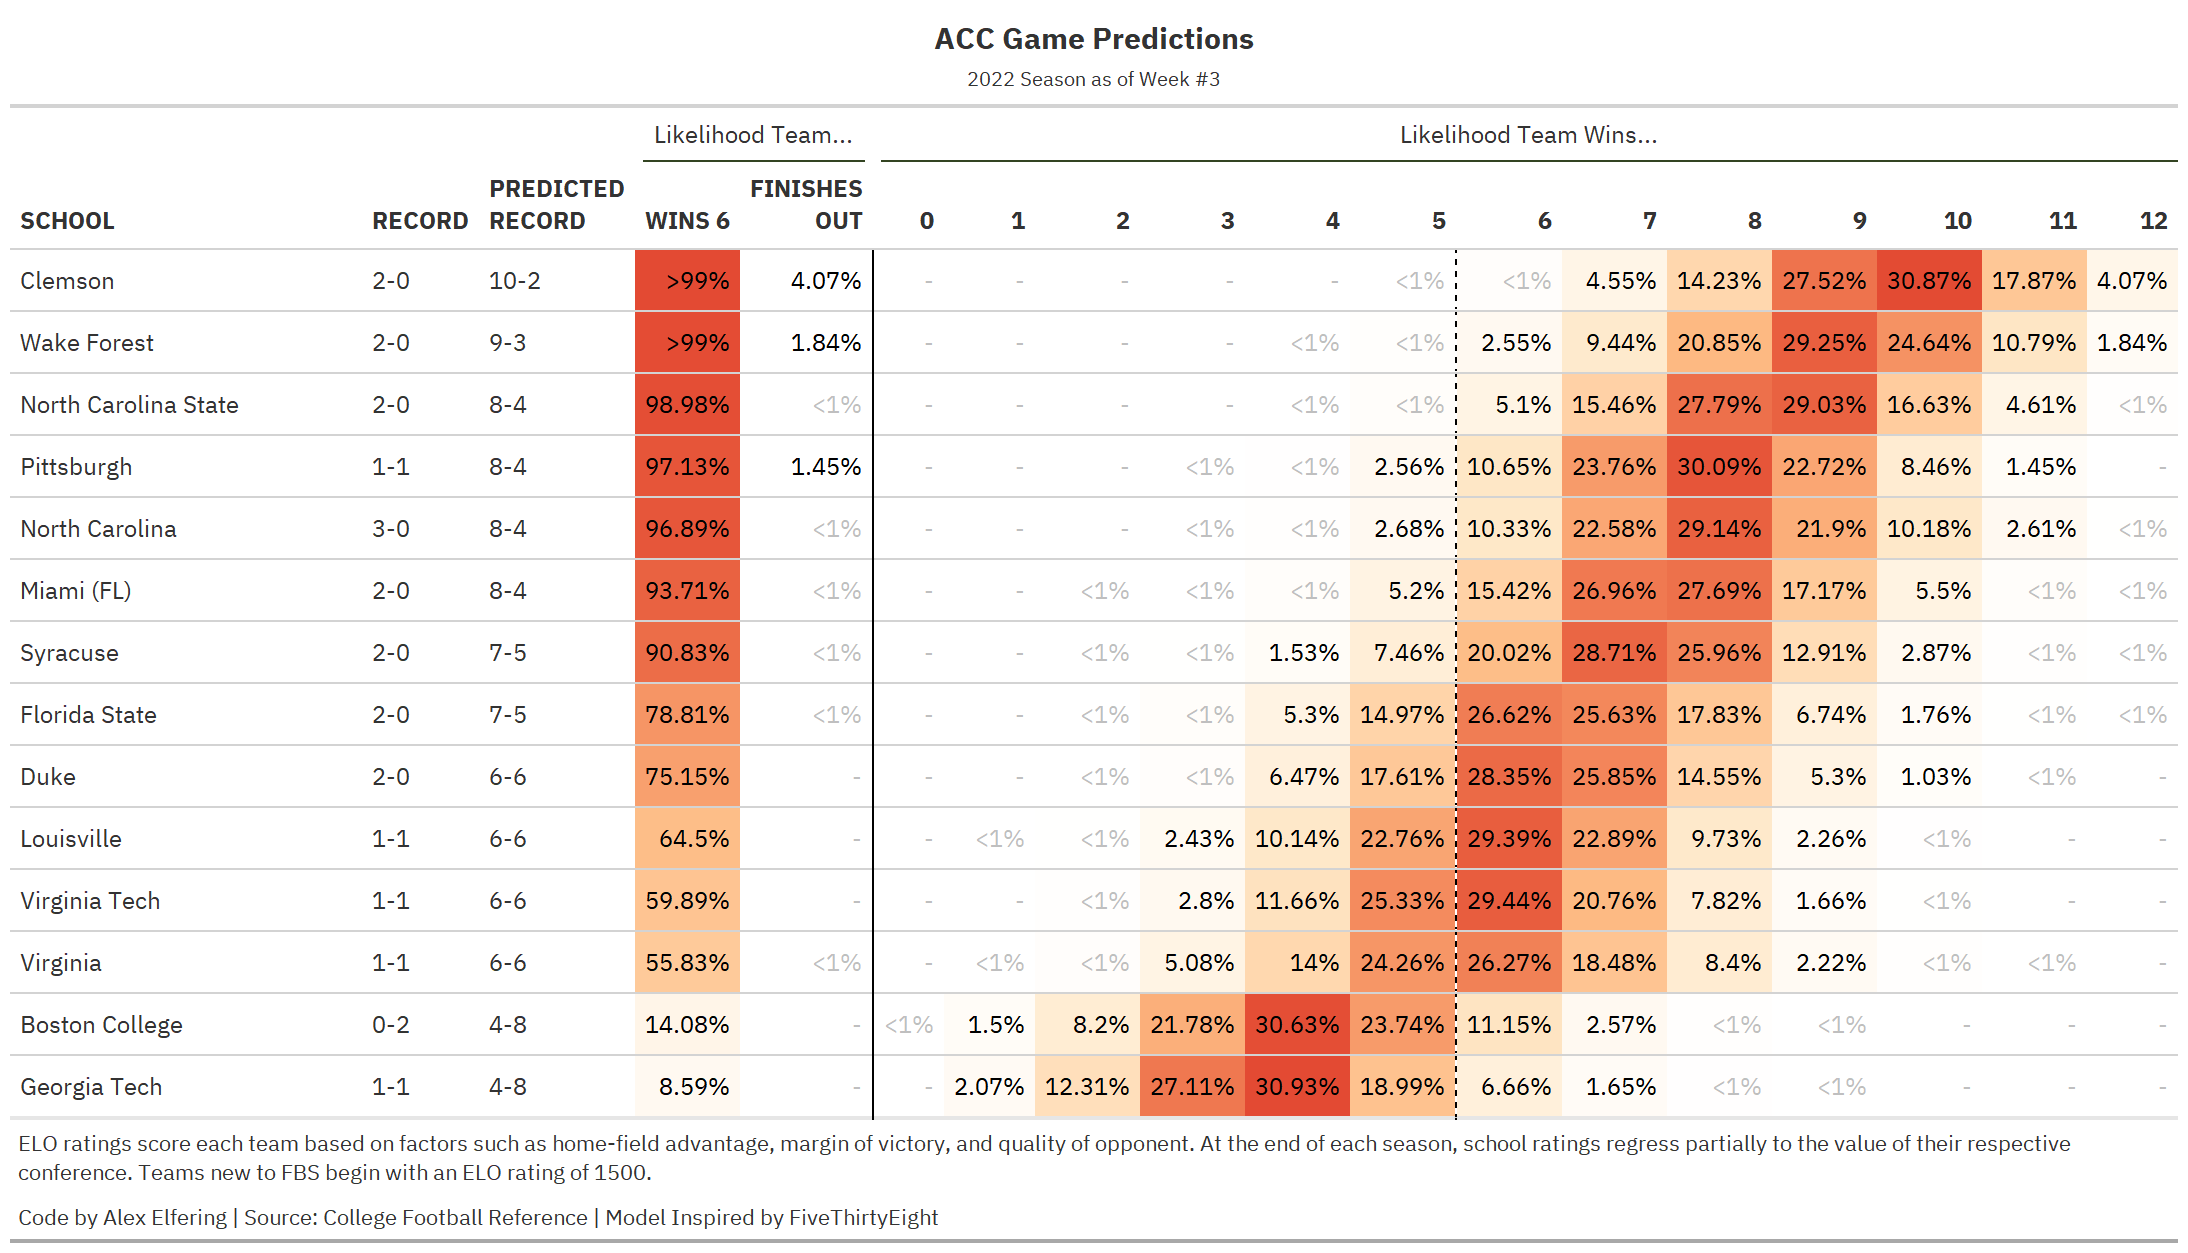 ACC Game Predictions
2022 Season as of Week #3
Likelihood Team... Likelihood Team Wins...
SCHOOL RECORD PREDICTED RECORD WINS 6 FINISHES OUT 0 1 2 3 4 5 6 7 8 9 10 11 12
Clemson 2-0 10-2 >99% 4.07% - - - - - <1% <1% 4.55% 14.23% 27.52% 30.87% 17.87% 4.07%
Wake Forest 2-0 9-3 >99% 1.84% - - - - <1% <1% 2.55% 9.44% 20.85% 29.25% 24.64% 10.79% 1.84%
North Carolina State 2-0 8-4 98.98% <1% - - - - <1% <1% 5.1% 15.46% 27.79% 29.03% 16.63% 4.61% <1%
Pittsburgh 1-1 8-4 97.13% 1.45% - - - <1% <1% 2.56% 10.65% 23.76% 30.09% 22.72% 8.46% 1.45% -
North Carolina 3-0 8-4 96.89% <1% - - - <1% <1% 2.68% 10.33% 22.58% 29.14% 21.9% 10.18% 2.61% <1%
Miami (FL) 2-0 8-4 93.71% <1% - - <1% <1% <1% 5.2% 15.42% 26.96% 27.69% 17.17% 5.5% <1% <1%
Syracuse 2-0 7-5 90.83% <1% - - <1% <1% 1.53% 7.46% 20.02% 28.71% 25.96% 12.91% 2.87% <1% <1%
Florida State 2-0 7-5 78.81% <1% - - <1% <1% 5.3% 14.97% 26.62% 25.63% 17.83% 6.74% 1.76% <1% <1%
Duke 2-0 6-6 75.15% - - - <1% <1% 6.47% 17.61% 28.35% 25.85% 14.55% 5.3% 1.03% <1% -
Louisville 1-1 6-6 64.5% - - <1% <1% 2.43% 10.14% 22.76% 29.39% 22.89% 9.73% 2.26% <1% - -
Virginia Tech 1-1 6-6 59.89% - - - <1% 2.8% 11.66% 25.33% 29.44% 20.76% 7.82% 1.66% <1% - -
Virginia 1-1 6-6 55.83% <1% - <1% <1% 5.08% 14% 24.26% 26.27% 18.48% 8.4% 2.22% <1% <1% -
Boston College 0-2 4-8 14.08% - <1% 1.5% 8.2% 21.78% 30.63% 23.74% 11.15% 2.57% <1% <1% - - -
Georgia Tech 1-1 4-8 8.59% - - 2.07% 12.31% 27.11% 30.93% 18.99% 6.66% 1.65% <1% <1% - - -
ELO ratings score each team based on factors such as home-field advantage, margin of victory, and quality of opponent. At the end of each season, school ratings regress partially to the value of their respective
conference. Teams new to FBS begin with an ELO rating of 1500.
Code by Alex Elfering | Source: College Football Reference | Model Inspired by FiveThirtyEight